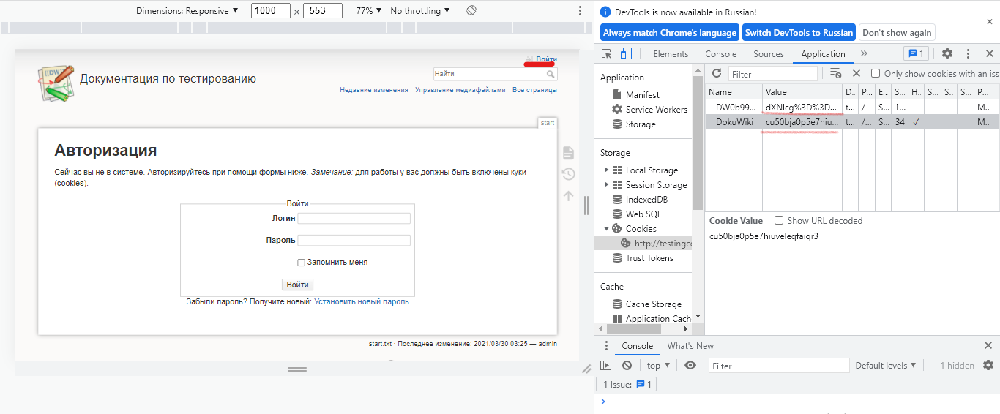 Dimensions: Responsive ▼ 1000 × 553 77% ▼ No throttling ▼
Войти
((DW))
Документация по тестированию
Найти
Недавние изменения Управление медиафайлами Все страницы
start
Авторизация
Сейчас вы не в системе. Авторизируйтесь при помощи формы ниже. Замечание: для работы у вас должны быть включены куки
(cookies).
Войти
Логин
Пароль
Запомнить меня
Войти
Забыли пароль? Получите новый: Установить новый пароль
start.txt · Последнее изменение: 2021/03/30 03:25 — admin
DevTools is now available in Russian!
Always match Chrome's language Switch DevTools to Russian Don't show again
Elements Console Sources Application » 1
Application
Manifest
Service Workers
Storage
Storage
Local Storage
Session Storage
IndexedDB
Web SQL
Cookies
http://testingco
Trust Tokens
Cache
Cache Storage
Application Cach
Filter Only show cookies with an iss
Name Value D.. P... E... S... H.. S... S.. S... P...
DW0b99... dXNlcg%3D%3D... t... / S... 1... M...
DokuWiki cu50bja0p5e7hiu... t... /... S... 34 ✓ M...
Cookie Value Show URL decoded
cu50bja0p5e7hiuveleqfaiqr3
Console What's New
top ▼ Filter Default levels ▼ 1 hidden
1 Issue: 1